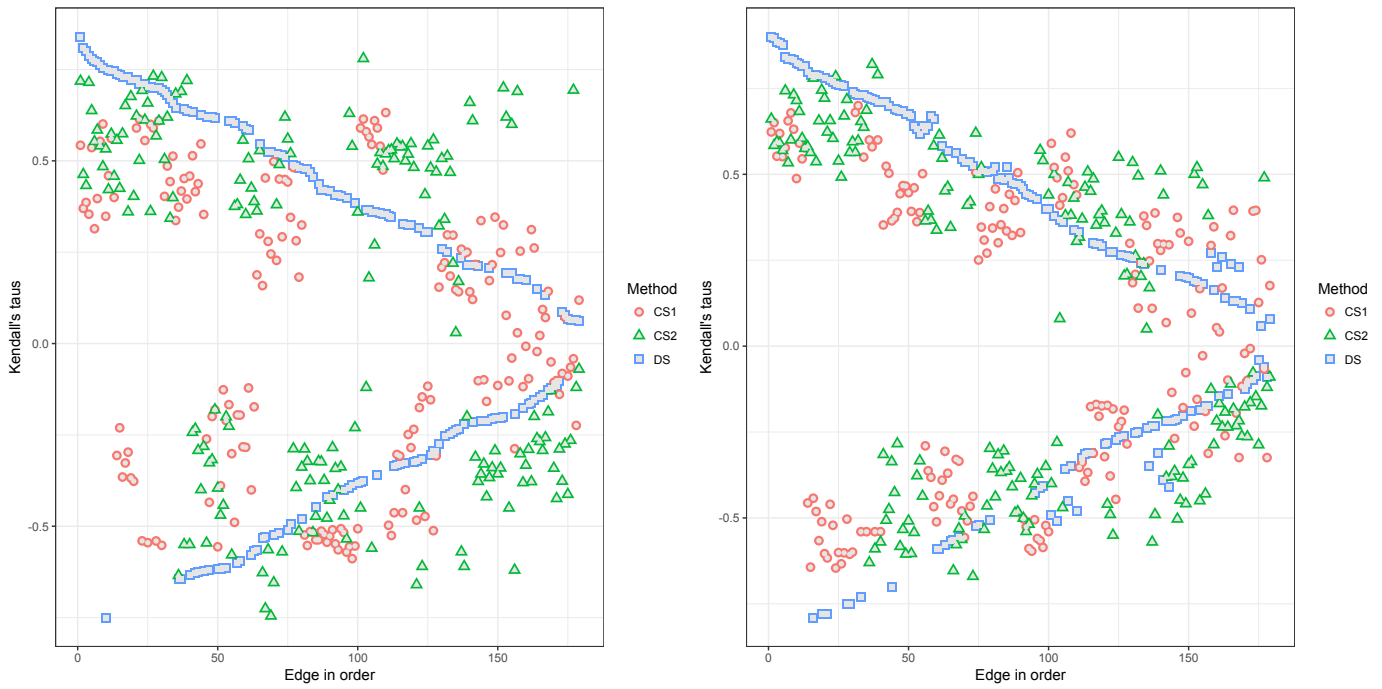 Kendall's taus
0.5
0.0
-0.5
0
50
100
150
Edge in order
Method
CS1
CS2
DS
Kendall's taus
0.5
0.0
-0.5
0
50
100
150
Edge in order
Method
CS1
CS2
DS